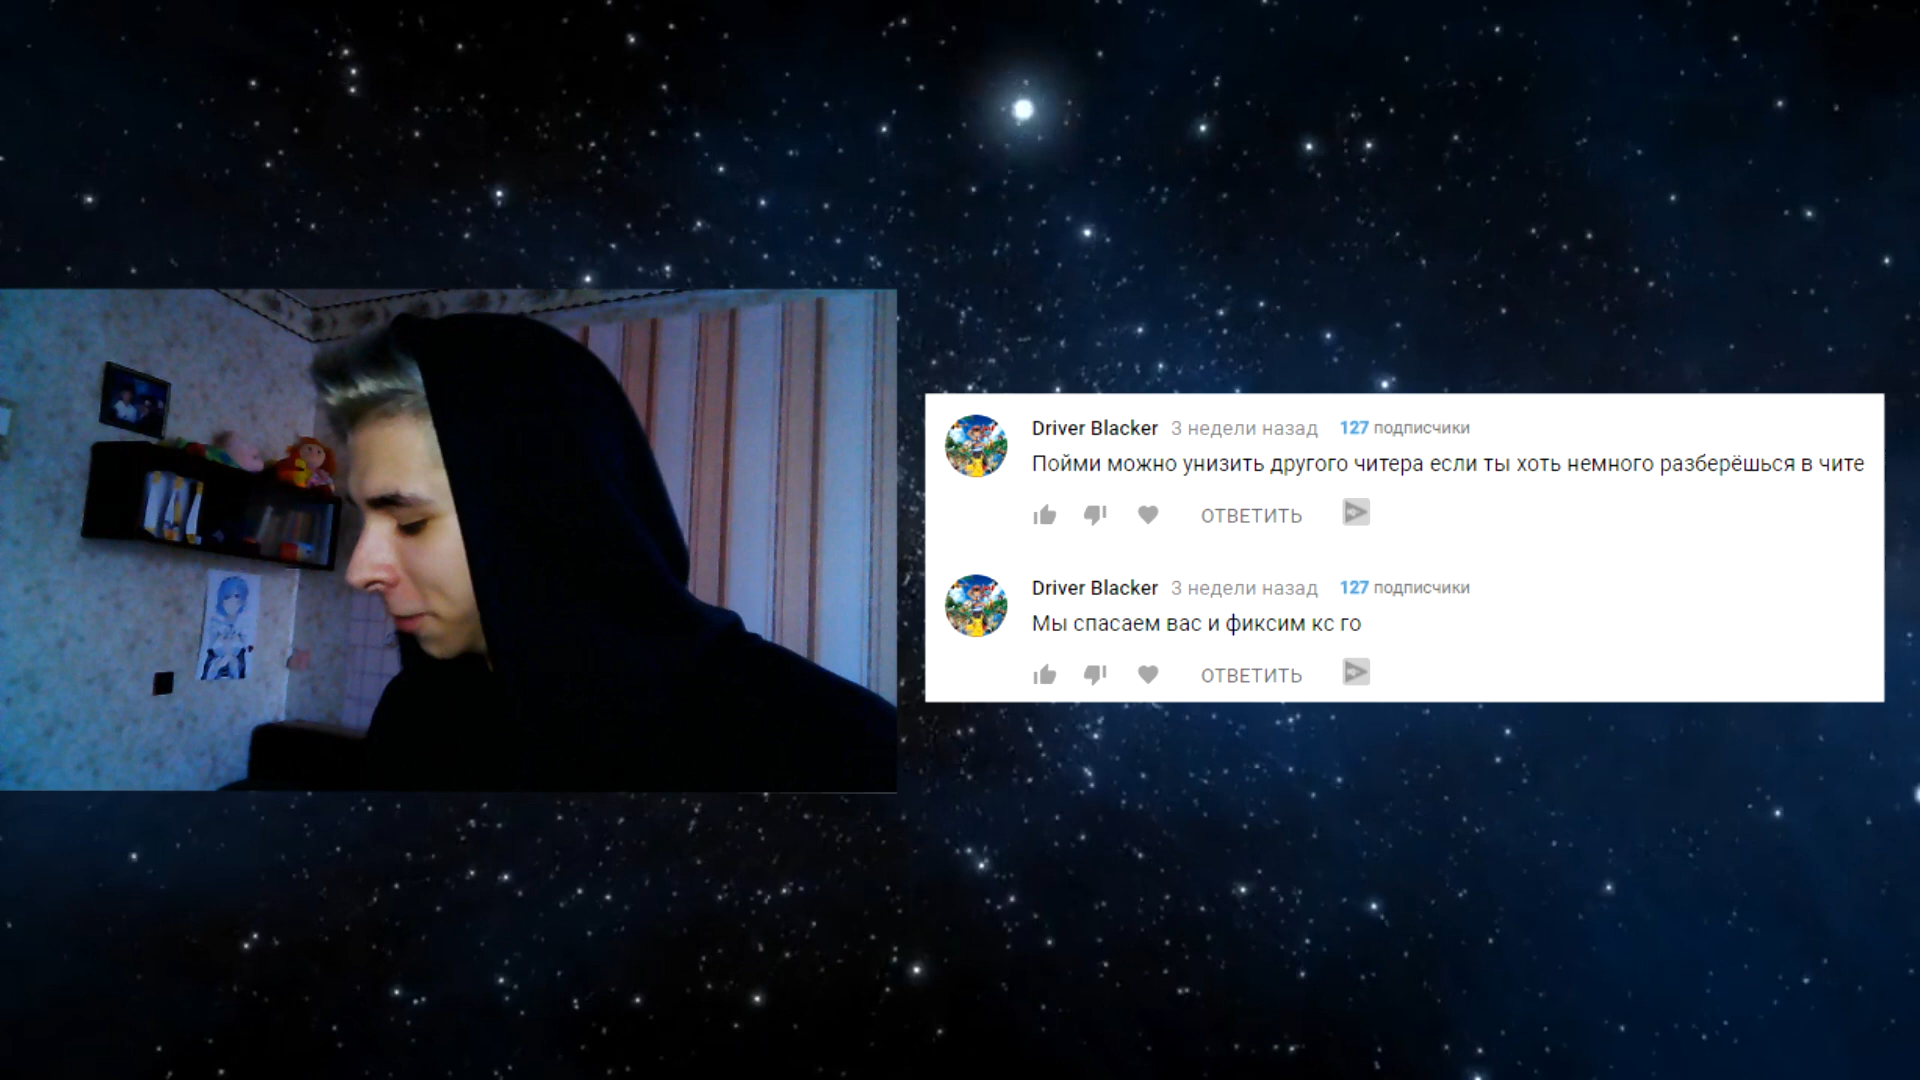 Driver Blacker 3 недели назад 127 подписчики
Пойми можно унизить другого читера если ты хоть немного разберёшься в чите
ОТВЕТИТЬ
Driver Blacker 3 недели назад 127 подписчики
Мы спасаем вас и фиксим кс го
ОТВЕТИТЬ